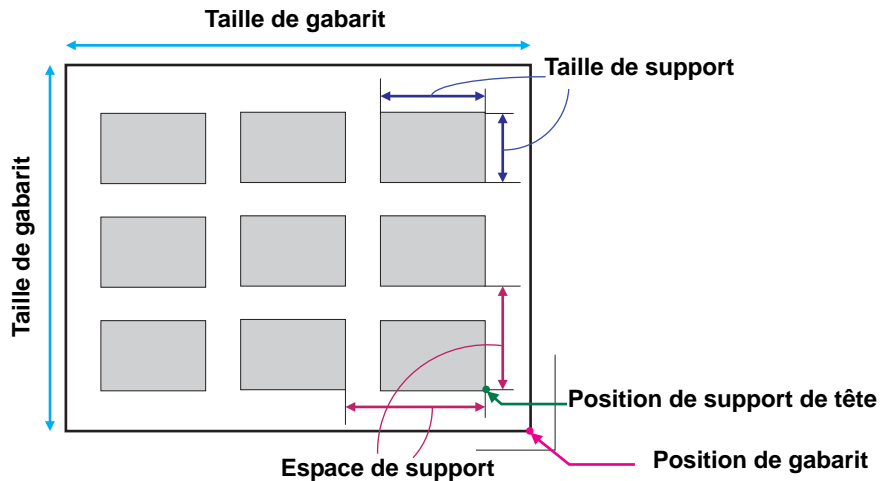 Taille de gabarit
Taille de support
Taille de gabarit
Position de support de tête
Position de gabarit
Espace de support